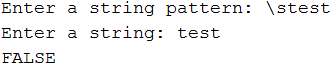 Enter a string pattern: \stest
Enter a string: test
FALSE